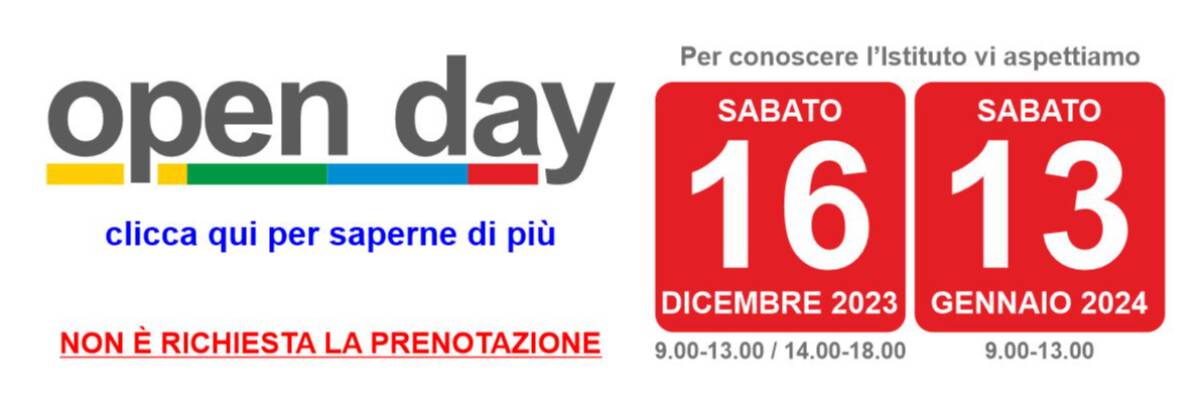 open day
clicca qui per saperne di più
NON È RICHIESTA LA PRENOTAZIONE
Per conoscere l’Istituto vi aspettiamo
SABATO
16
DICEMBRE 2023
9.00-13.00 / 14.00-18.00
SABATO
13
GENNAIO 2024
9.00-13.00